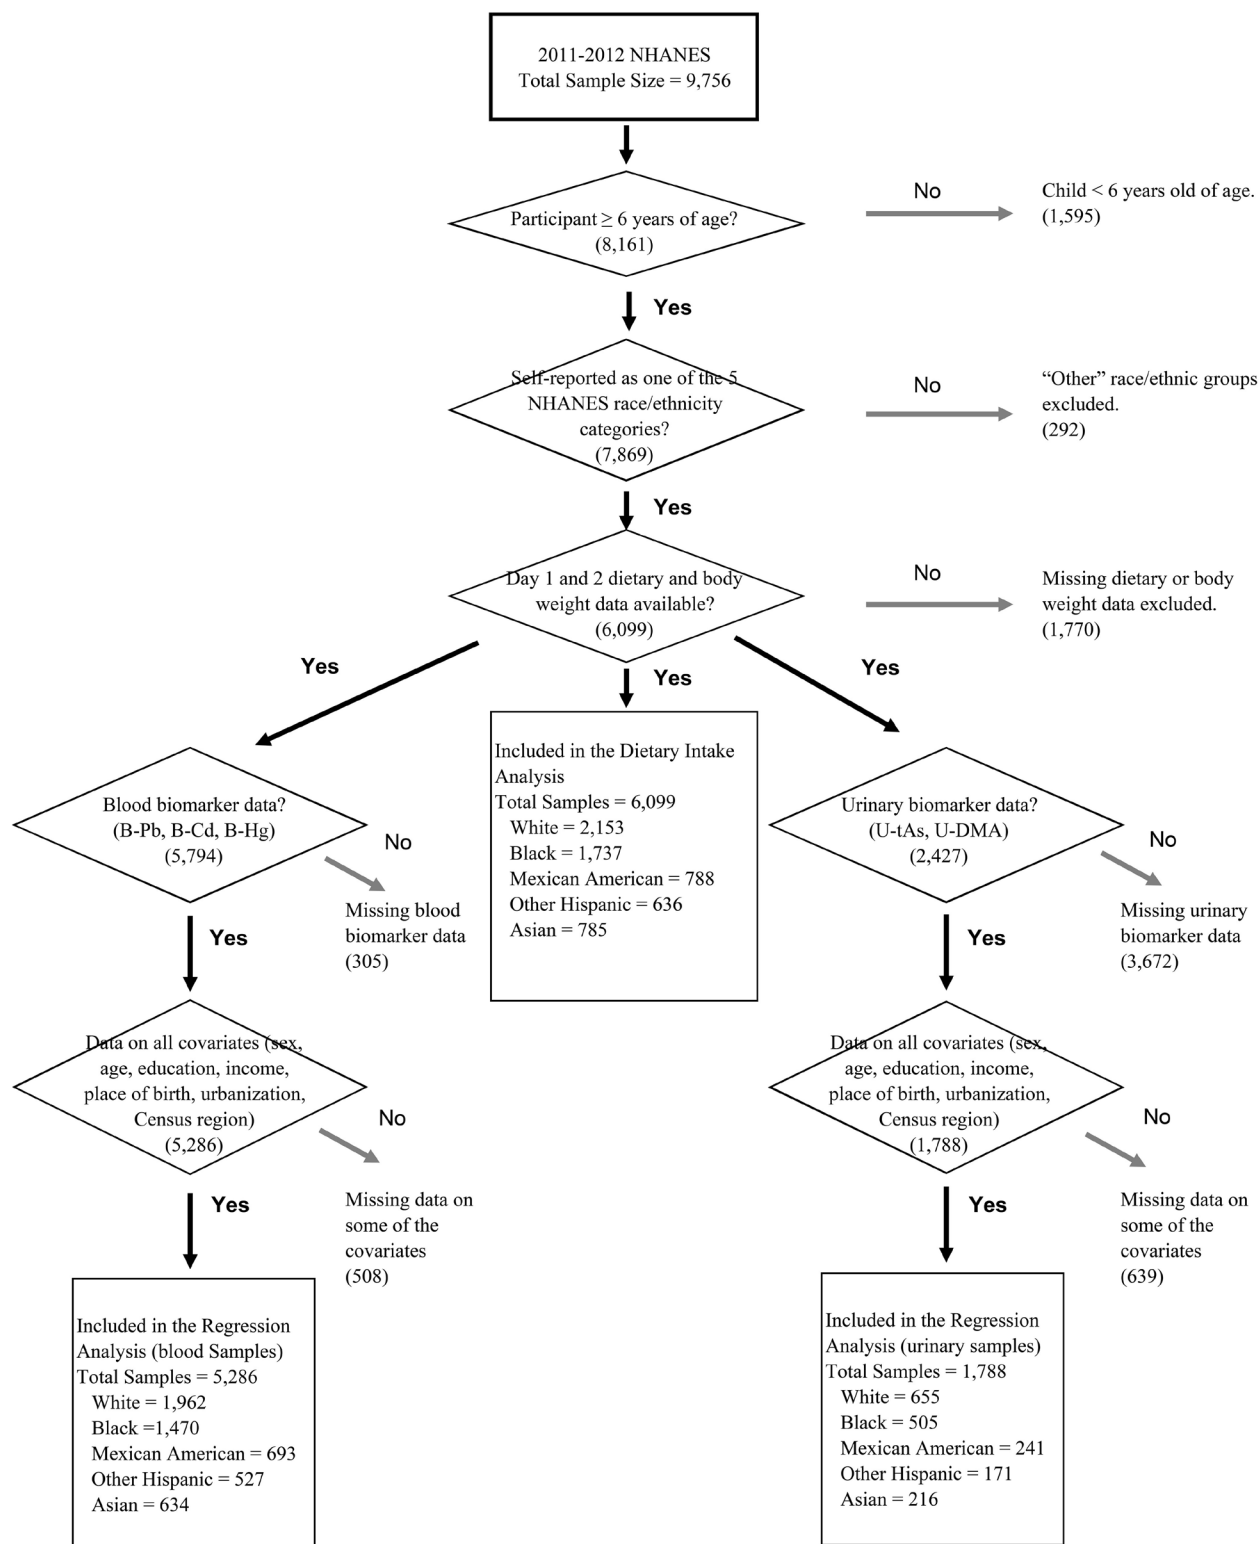 2011-2012 NHANES
Total Sample Size = 9,756
Participant ≥ 6 years of age?
(8,161)
No
Child < 6 years old of age.
(1,595)
Yes
Self-reported as one of the 5
NHANES race/ethnicity
categories?
(7,869)
No
“Other” race/ethnic groups
excluded.
(292)
Yes
Day 1 and 2 dietary and body
weight data available?
(6,099)
No
Missing dietary or body
weight data excluded.
(1,770)
Yes
Yes
Yes
Blood biomarker data?
(B-Pb, B-Cd, B-Hg)
(5,794)
No
Missing blood
biomarker data
(305)
Yes
Included in the Dietary Intake
Analysis
Total Samples = 6,099
White = 2,153
Black = 1,737
Mexican American = 788
Other Hispanic = 636
Asian = 785
Urinary biomarker data?
(U-tAs, U-DMA)
(2,427)
No
Missing urinary
biomarker data
(3,672)
Yes
Data on all covariates (sex,
age, education, income,
place of birth, urbanization,
Census region)
(5,286)
No
Missing data on
some of the
covariates
(508)
Yes
Data on all covariates (sex,
age, education, income,
place of birth, urbanization,
Census region)
(1,788)
No
Missing data on
some of the
covariates
(639)
Yes
Included in the Regression
Analysis (blood Samples)
Total Samples = 5,286
White = 1,962
Black =1,470
Mexican American = 693
Other Hispanic = 527
Asian = 634
Included in the Regression
Analysis (urinary samples)
Total Samples = 1,788
White = 655
Black = 505
Mexican American = 241
Other Hispanic = 171
Asian = 216